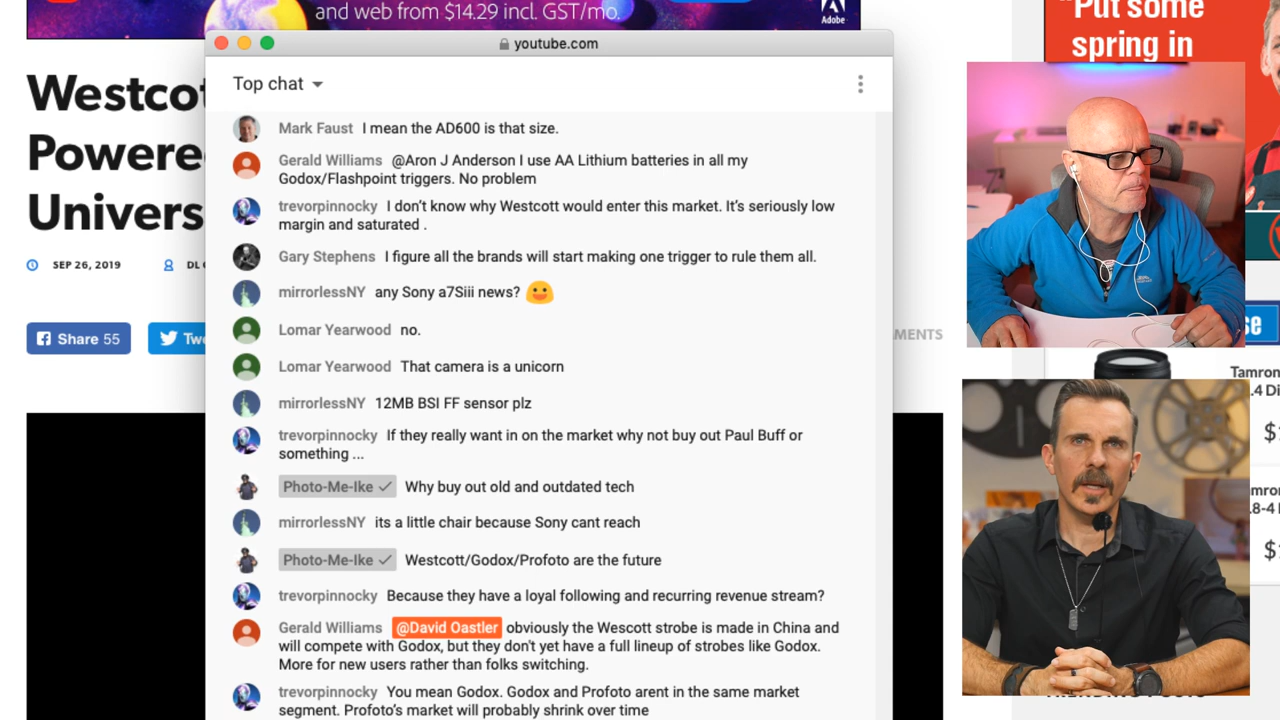 and web from $14.29 incl. GST/mo.
Adobe
"Put some
spring in
youtube.com
Top chat
Westcot
Powere
Univers
SEP 26, 2019
DL
Share 55
Twe
MENTS
Mark Faust I mean the AD600 is that size.
Gerald Williams @Aron J Anderson I use AA Lithium batteries in all my
Godox/Flashpoint triggers. No problem
trevorpinnocky I don't know why Westcott would enter this market. It's seriously low
margin and saturated .
Gary Stephens I figure all the brands will start making one trigger to rule them all.
mirrorlessNY any Sony a7Siii news?
Lomar Yearwood no.
Lomar Yearwood That camera is a unicorn
mirrorlessNY 12MB BSI FF sensor plz
trevorpinnocky If they really want in on the market why not buy out Paul Buff or
something ...
Photo-Me-Ike Why buy out old and outdated tech
mirrorlessNY its a little chair because Sony cant reach
Photo-Me-Ike Westcott/Godox/Profoto are the future
trevorpinnocky Because they have a loyal following and recurring revenue stream?
Gerald Williams @David Oastler obviously the Wescott strobe is made in China and
will compete with Godox, but they don't yet have a full lineup of strobes like Godox.
More for new users rather than folks switching.
trevorpinnocky You mean Godox. Godox and Profoto arent in the same market
segment. Profoto's market will probably shrink over time
se
Tamron
.4 Di
$
mron
.8-4
$